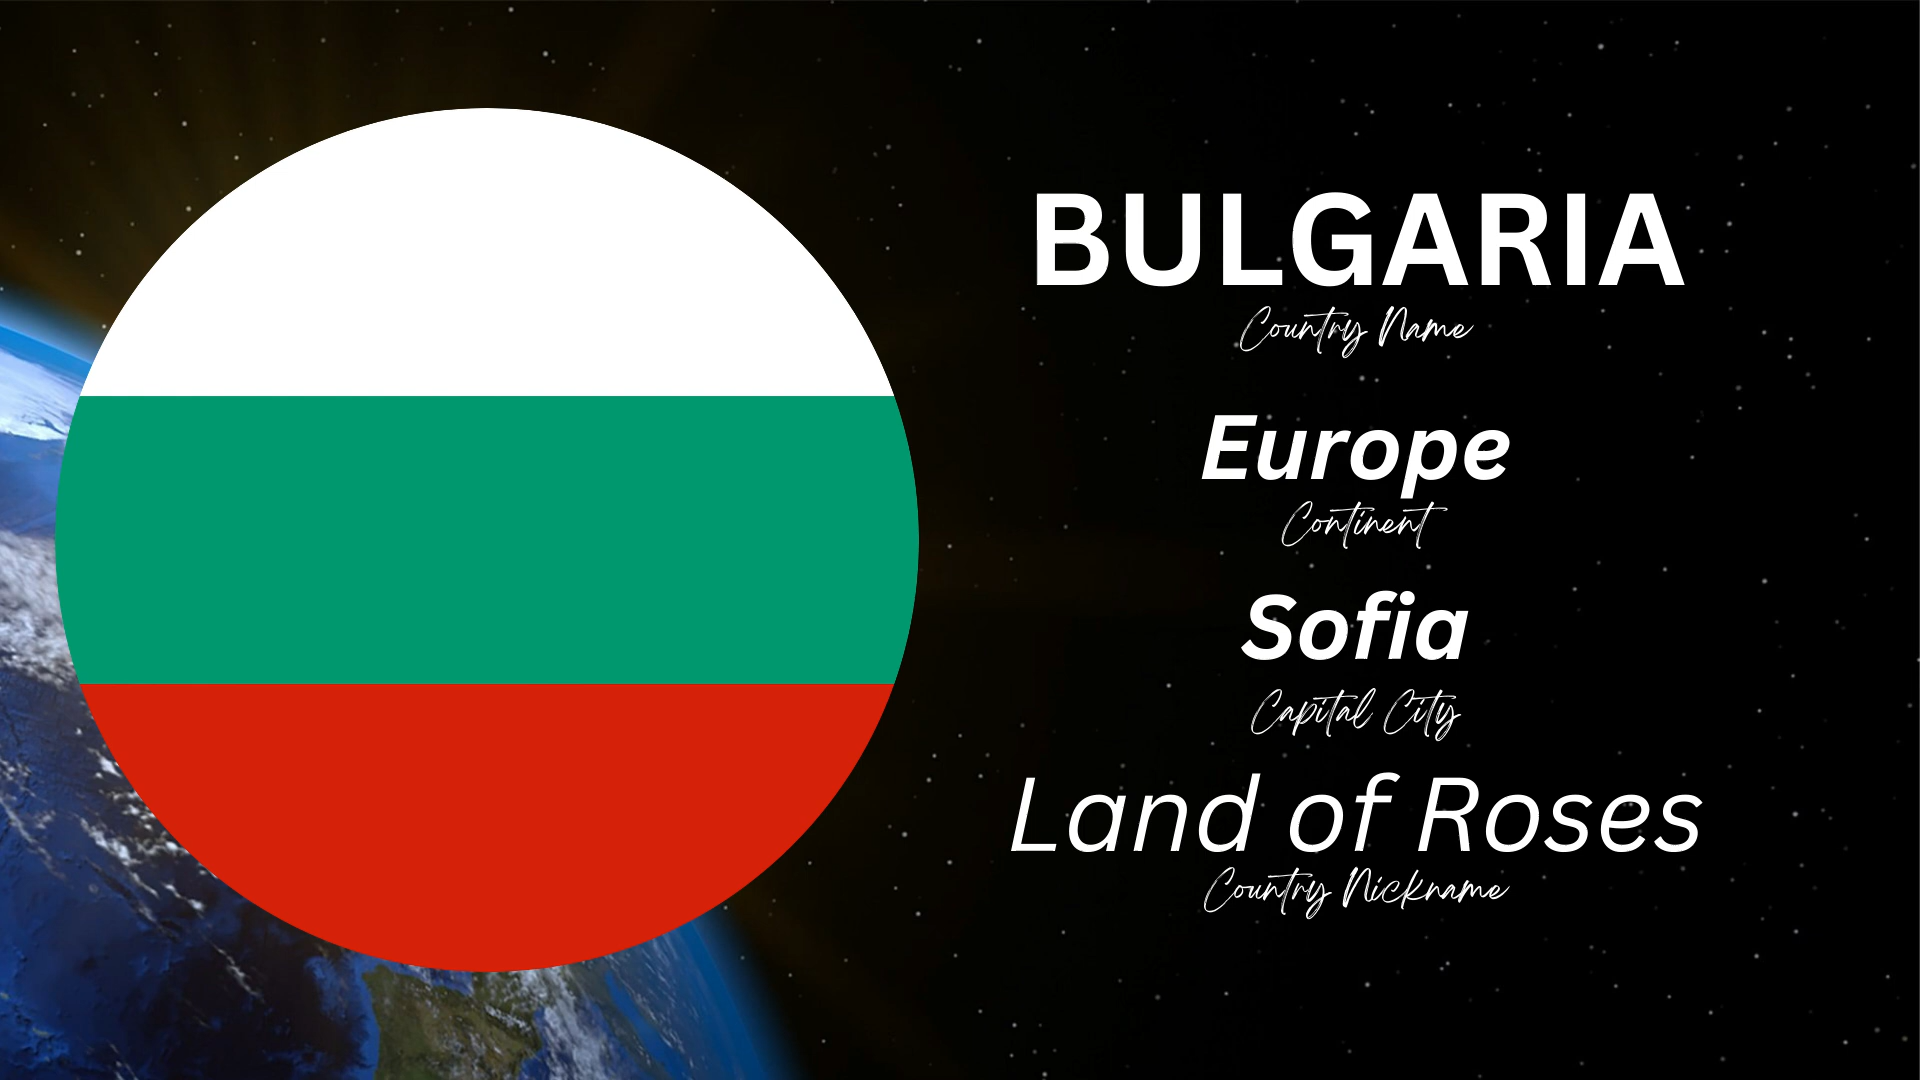 BULGARIA
Country Name
Europe
Continent
Sofia
Capital City
Land of Roses
Country Nickname